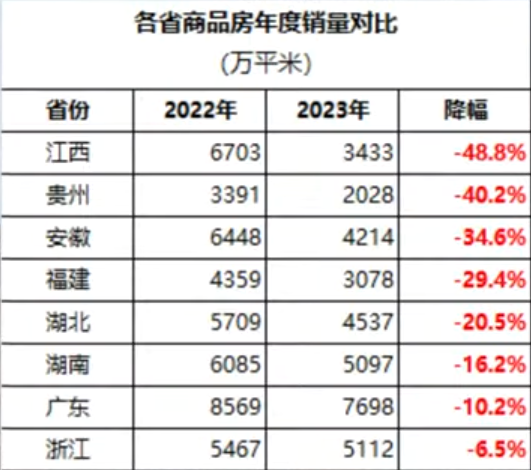 各省商品房年度销量对比
(万平米)
省份 2022年 2023年 降幅
江西 6703 3433 -48.8%
贵州 3391 2028 -40.2%
安徽 6448 4214 -34.6%
福建 4359 3078 -29.4%
湖北 5709 4537 -20.5%
湖南 6085 5097 -16.2%
广东 8569 7698 -10.2%
浙江 5467 5112 -6.5%